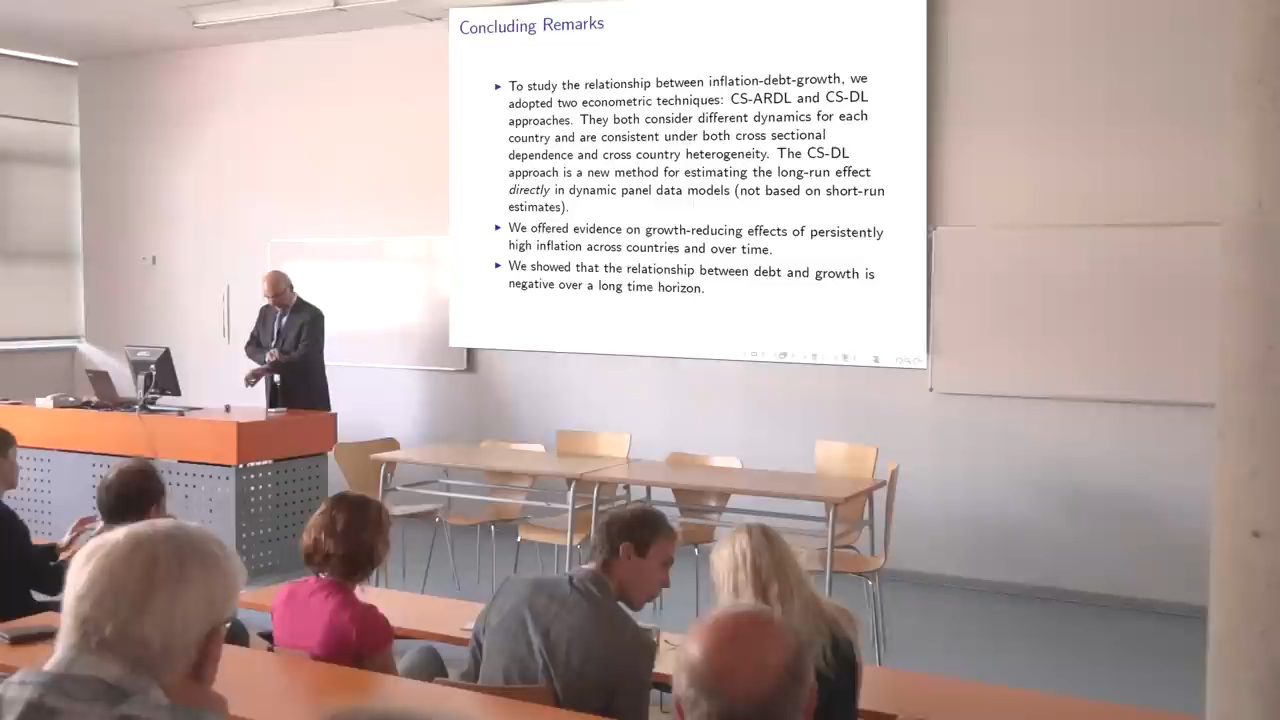 Concluding Remarks
To study the relationship between inflation-debt-growth, we
adopted two econometric techniques: CS-ARDL and CS-DL
approaches. They both consider different dynamics for each
country and are consistent under both cross sectional
dependence and cross country heterogeneity. The CS-DL
approach is a new method for estimating the long-run effect
directly in dynamic panel data models (not based on short-run
estimates).
We offered evidence on growth-reducing effects of persistently
high inflation across countries and over time.
We showed that the relationship between debt and growth is
negative over a long time horizon.